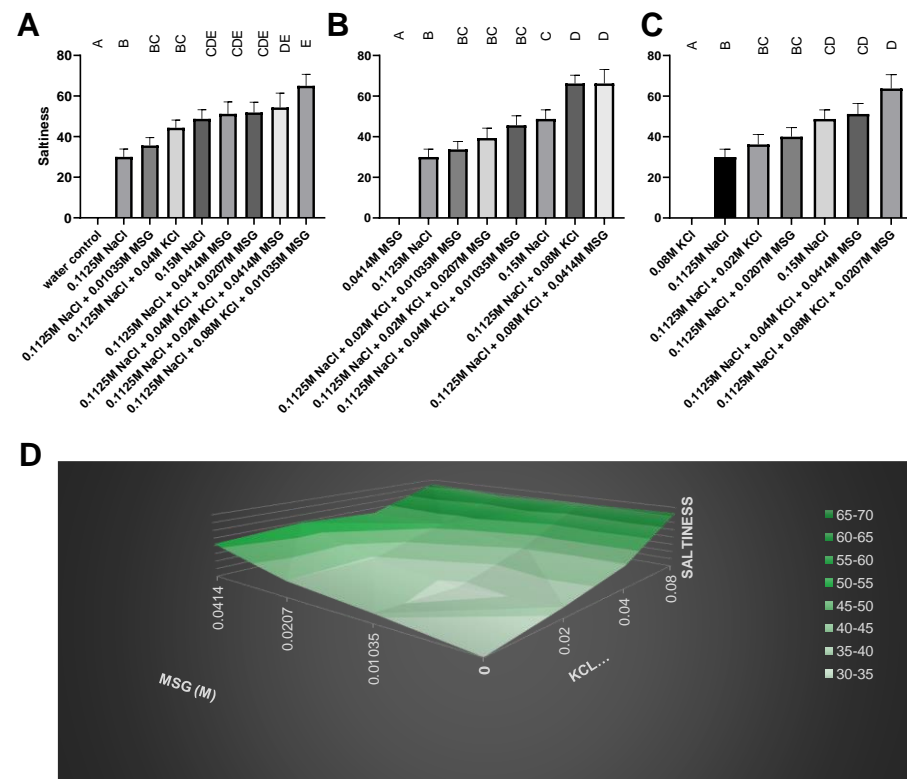 A
B
C
A
B
BC
BC
CDE
CDE
CDE
DE
E
A
B
BC
BC
BC
C
D
D
A
B
BC
BC
CD
CD
D
Saltiness
80
60
40
20
0
80
60
40
20
0
80
60
40
20
0
water control
0.1125M NaCl
0.1125M NaCl + 0.01035M MSG
0.1125M NaCl + 0.04M KCl
0.15M NaCl
0.1125M NaCl + 0.0414M MSG
0.1125M NaCl + 0.04M KCl + 0.0207M MSG
0.1125M NaCl + 0.02M KCl + 0.0414M MSG
0.1125M NaCl + 0.08M KCl + 0.01035M MSG
0.0414M MSG
0.1125M NaCl
0.1125M NaCl + 0.02M KCl + 0.01035M MSG
0.1125M NaCl + 0.02M KCl + 0.0207M MSG
0.1125M NaCl + 0.04M KCl + 0.01035M MSG
0.15M NaCl
0.1125M NaCl + 0.08M KCl
0.1125M NaCl + 0.08M KCl + 0.0414M MSG
0.08M KCl
0.1125M NaCl
0.1125M NaCl + 0.02M KCl
0.1125M NaCl + 0.0207M MSG
0.15M NaCl
0.1125M NaCl + 0.04M KCl + 0.0414M MSG
0.1125M NaCl + 0.08M KCl + 0.0207M MSG
D
SALTINESS
0.0414
0.0207
0.01035
0
0.02
0.04
0.08
MSG (M)
KCL...
65-70
60-65
55-60
50-55
45-50
40-45
35-40
30-35